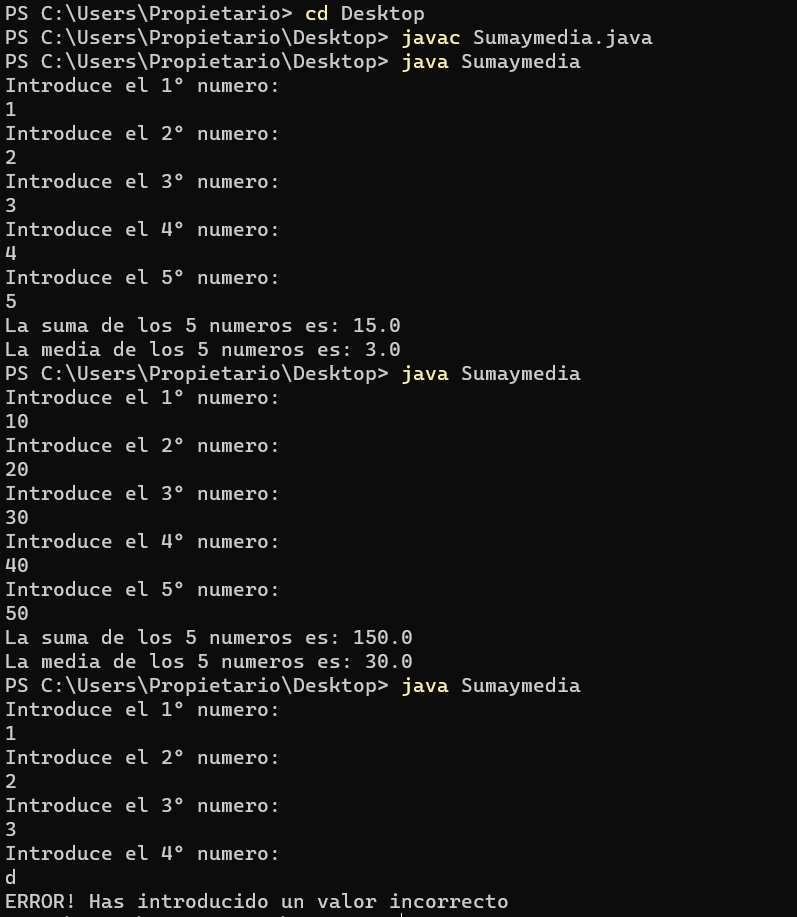 PS C:\Users\Propietario> cd Desktop
PS C:\Users\Propietario\Desktop> javac Sumaymedia.java
PS C:\Users\Propietario\Desktop> java Sumaymedia
Introduce el 1° numero:
1
Introduce el 2° numero:
2
Introduce el 3° numero:
3
Introduce el 4° numero:
4
Introduce el 5° numero:
5
La suma de los 5 numeros es: 15.0
La media de los 5 numeros es: 3.0
PS C:\Users\Propietario\Desktop> java Sumaymedia
Introduce el 1° numero:
10
Introduce el 2° numero:
20
Introduce el 3° numero:
30
Introduce el 4° numero:
40
Introduce el 5° numero:
50
La suma de los 5 numeros es: 150.0
La media de los 5 numeros es: 30.0
PS C:\Users\Propietario\Desktop> java Sumaymedia
Introduce el 1° numero:
1
Introduce el 2° numero:
2
Introduce el 3° numero:
3
Introduce el 4° numero:
d
ERROR! Has introducido un valor incorrecto